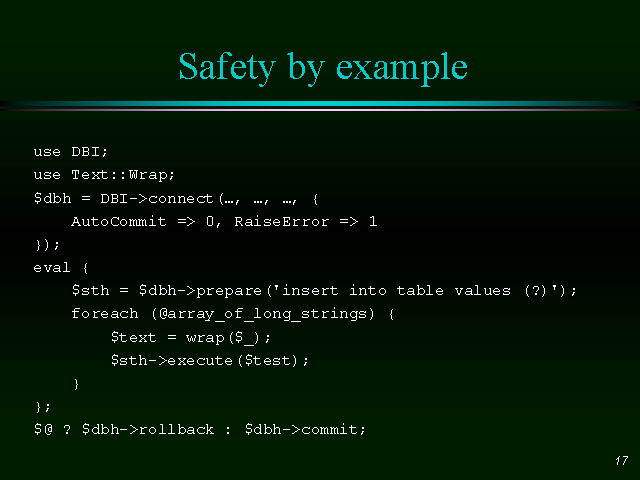 Safety by example
use DBI;
use Text::Wrap;
$dbh = DBI->connect(…, …, …, {
    AutoCommit => 0, RaiseError => 1
});
eval {
    $sth = $dbh->prepare('insert into table values (?)');
    foreach (@array_of_long_strings) {
        $text = wrap($_);
        $sth->execute($test);
    }
};
$@ ? $dbh->rollback : $dbh->commit;
17